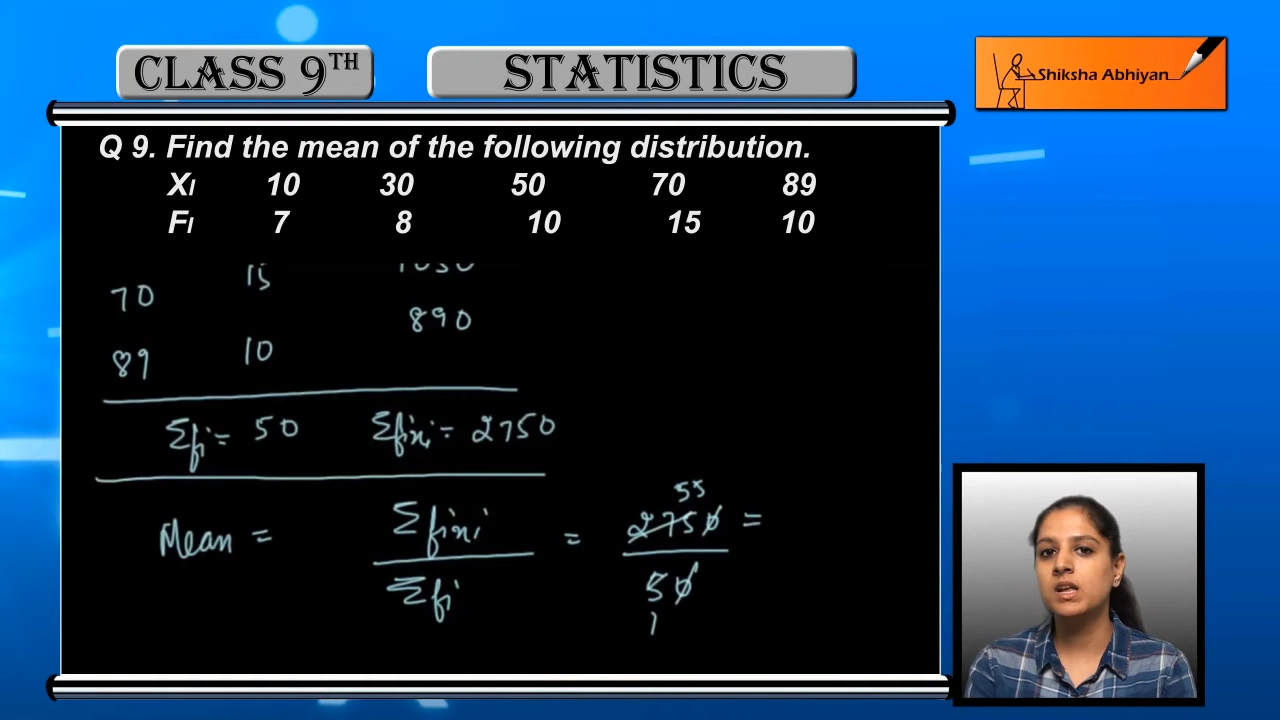 CLASS 9TH
STATISTICS
Shiksha Abhiyan
Q 9. Find the mean of the following distribution.
XI 10 30 50 70 89
FI 7 8 10 15 10
70 15 1050
89 10 890
Σfi = 50 Σfixi = 2750
Mean = Σfixi / Σfi = 2750 / 50 =
55
1